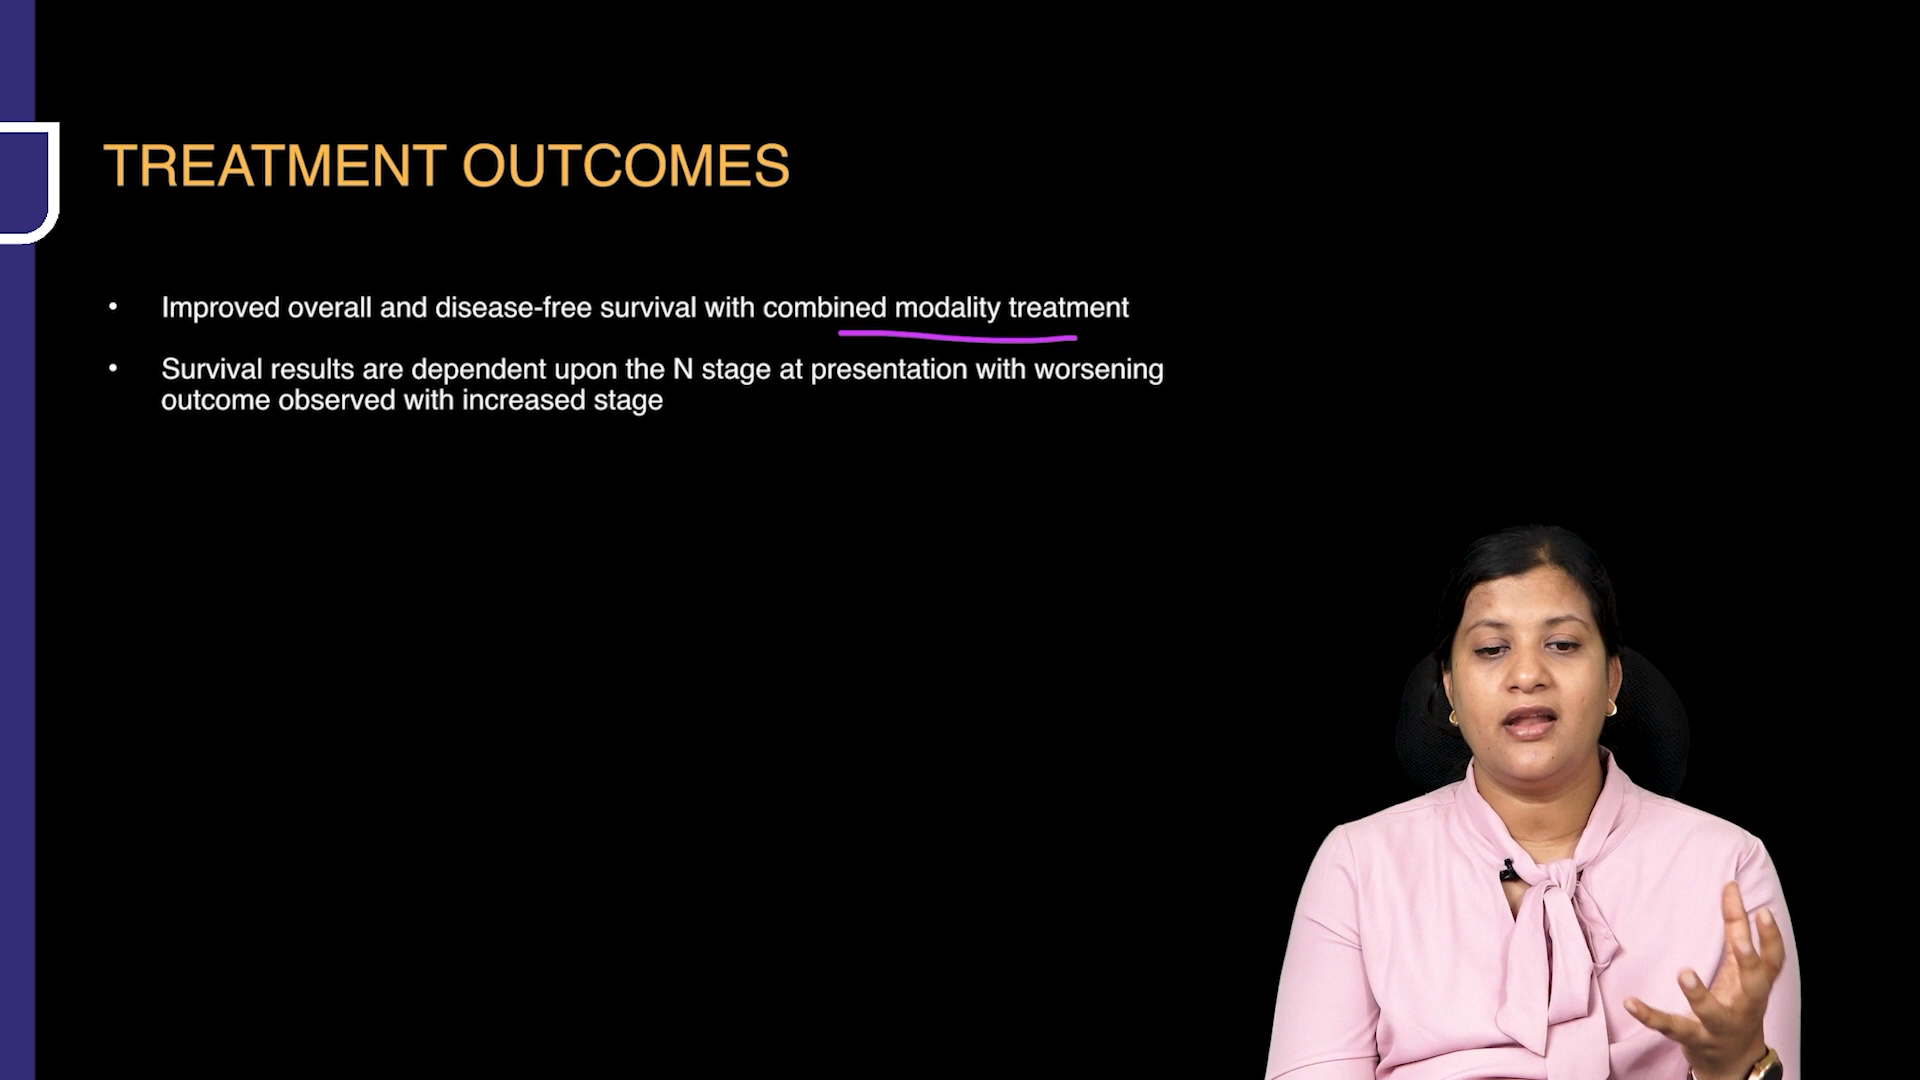 TREATMENT OUTCOMES
• Improved overall and disease-free survival with combined modality treatment
• Survival results are dependent upon the N stage at presentation with worsening
outcome observed with increased stage